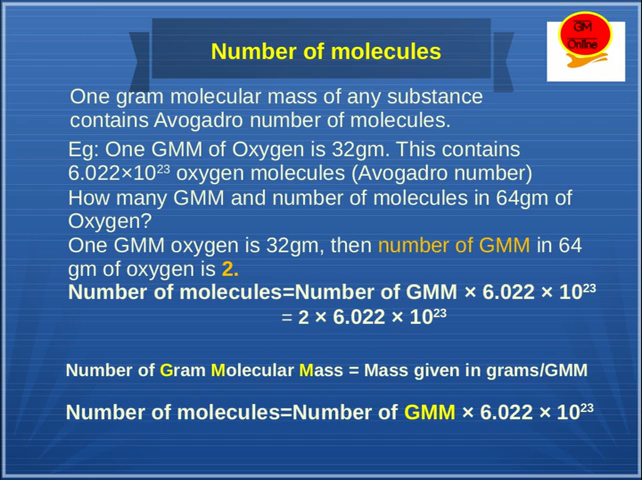 Number of molecules
GM
Online
One gram molecular mass of any substance
contains Avogadro number of molecules.
Eg: One GMM of Oxygen is 32gm. This contains
6.022×10²³ oxygen molecules (Avogadro number)
How many GMM and number of molecules in 64gm of
Oxygen?
One GMM oxygen is 32gm, then number of GMM in 64
gm of oxygen is 2.
Number of molecules=Number of GMM × 6.022 × 10²³
= 2 × 6.022 × 10²³
Number of Gram Molecular Mass = Mass given in grams/GMM
Number of molecules=Number of GMM × 6.022 × 10²³